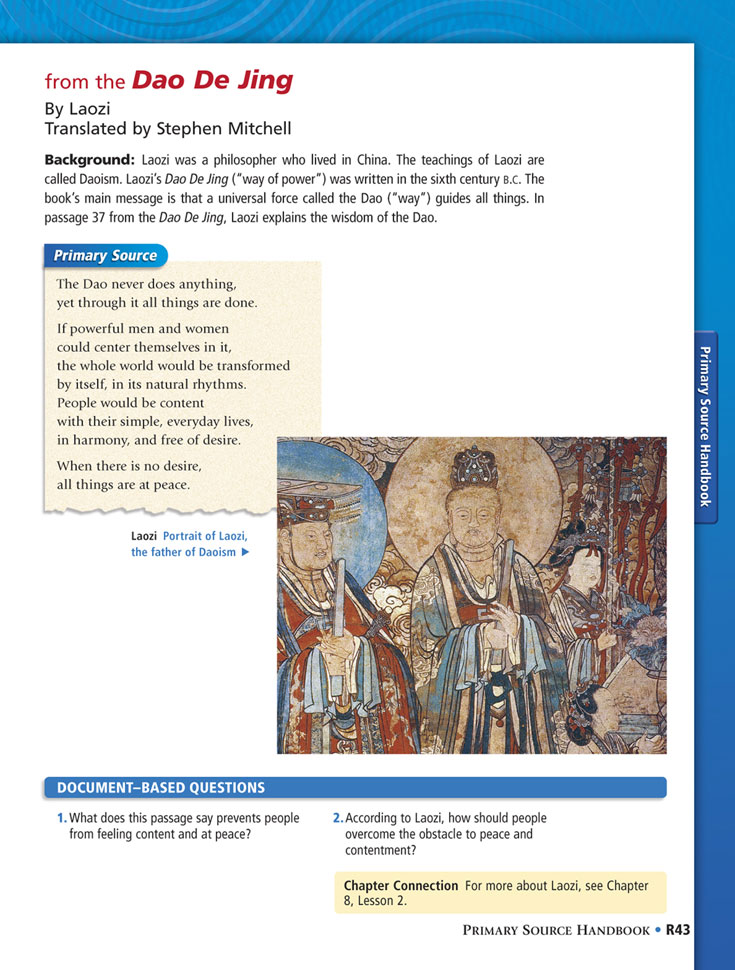 from the Dao De Jing
By Laozi
Translated by Stephen Mitchell
Background: Laozi was a philosopher who lived in China. The teachings of Laozi are
called Daoism. Laozi’s Dao De Jing (“way of power”) was written in the sixth century B.C. The
book’s main message is that a universal force called the Dao (“way”) guides all things. In
passage 37 from the Dao De Jing, Laozi explains the wisdom of the Dao.
Primary Source
The Dao never does anything,
yet through it all things are done.
If powerful men and women
could center themselves in it,
the whole world would be transformed
by itself, in its natural rhythms.
People would be content
with their simple, everyday lives,
in harmony, and free of desire.
When there is no desire,
all things are at peace.
Laozi Portrait of Laozi,
the father of Daoism ▶
DOCUMENT–BASED QUESTIONS
1. What does this passage say prevents people
from feeling content and at peace?
2. According to Laozi, how should people
overcome the obstacle to peace and
contentment?
Chapter Connection For more about Laozi, see Chapter
8, Lesson 2.
PRIMARY SOURCE HANDBOOK • R43
Primary Source Handbook